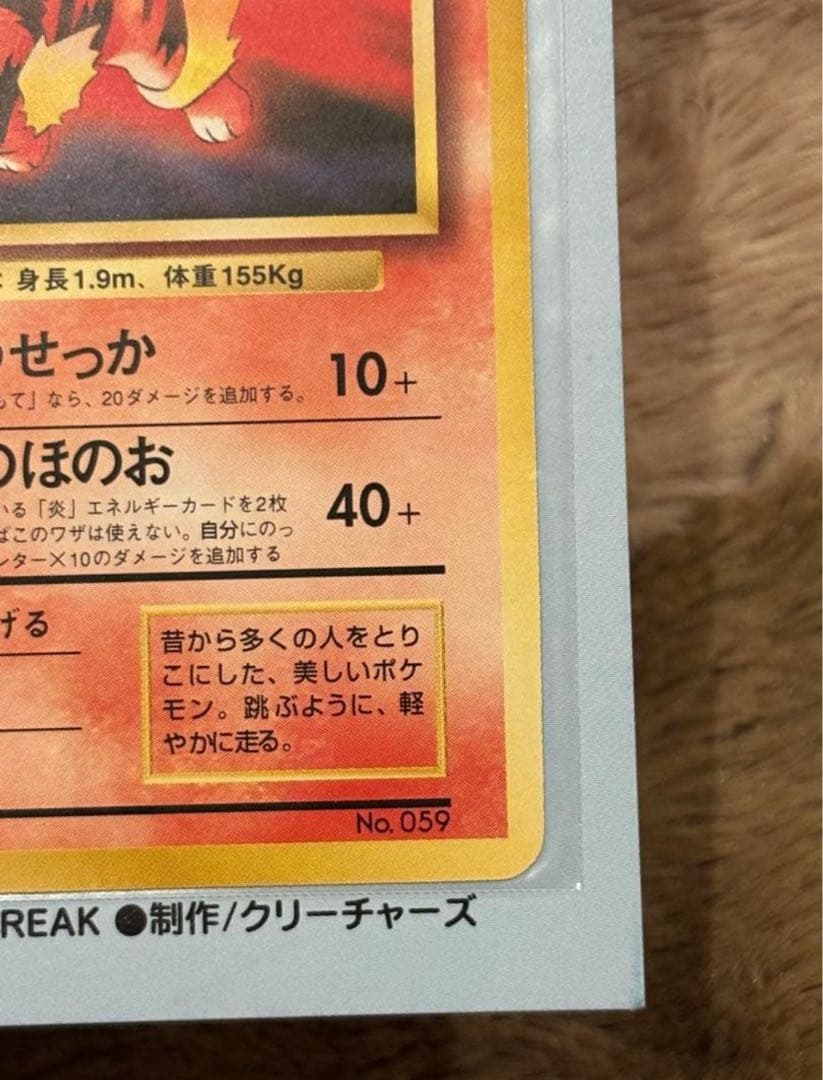 : 身長1.9m、体重155Kg
うせっか 10+
もて」なら、20ダメージを追加する。
のほのお 40+
いる「炎」エネルギーカードを2枚
ばこのワザは使えない。自分にのっ
ンター×10のダメージを追加する
げる
昔から多くの人をとり
こにした、美しいポケ
モン。跳ぶように、軽
やかに走る。
No. 059
REAK ●制作/クリーチャーズ